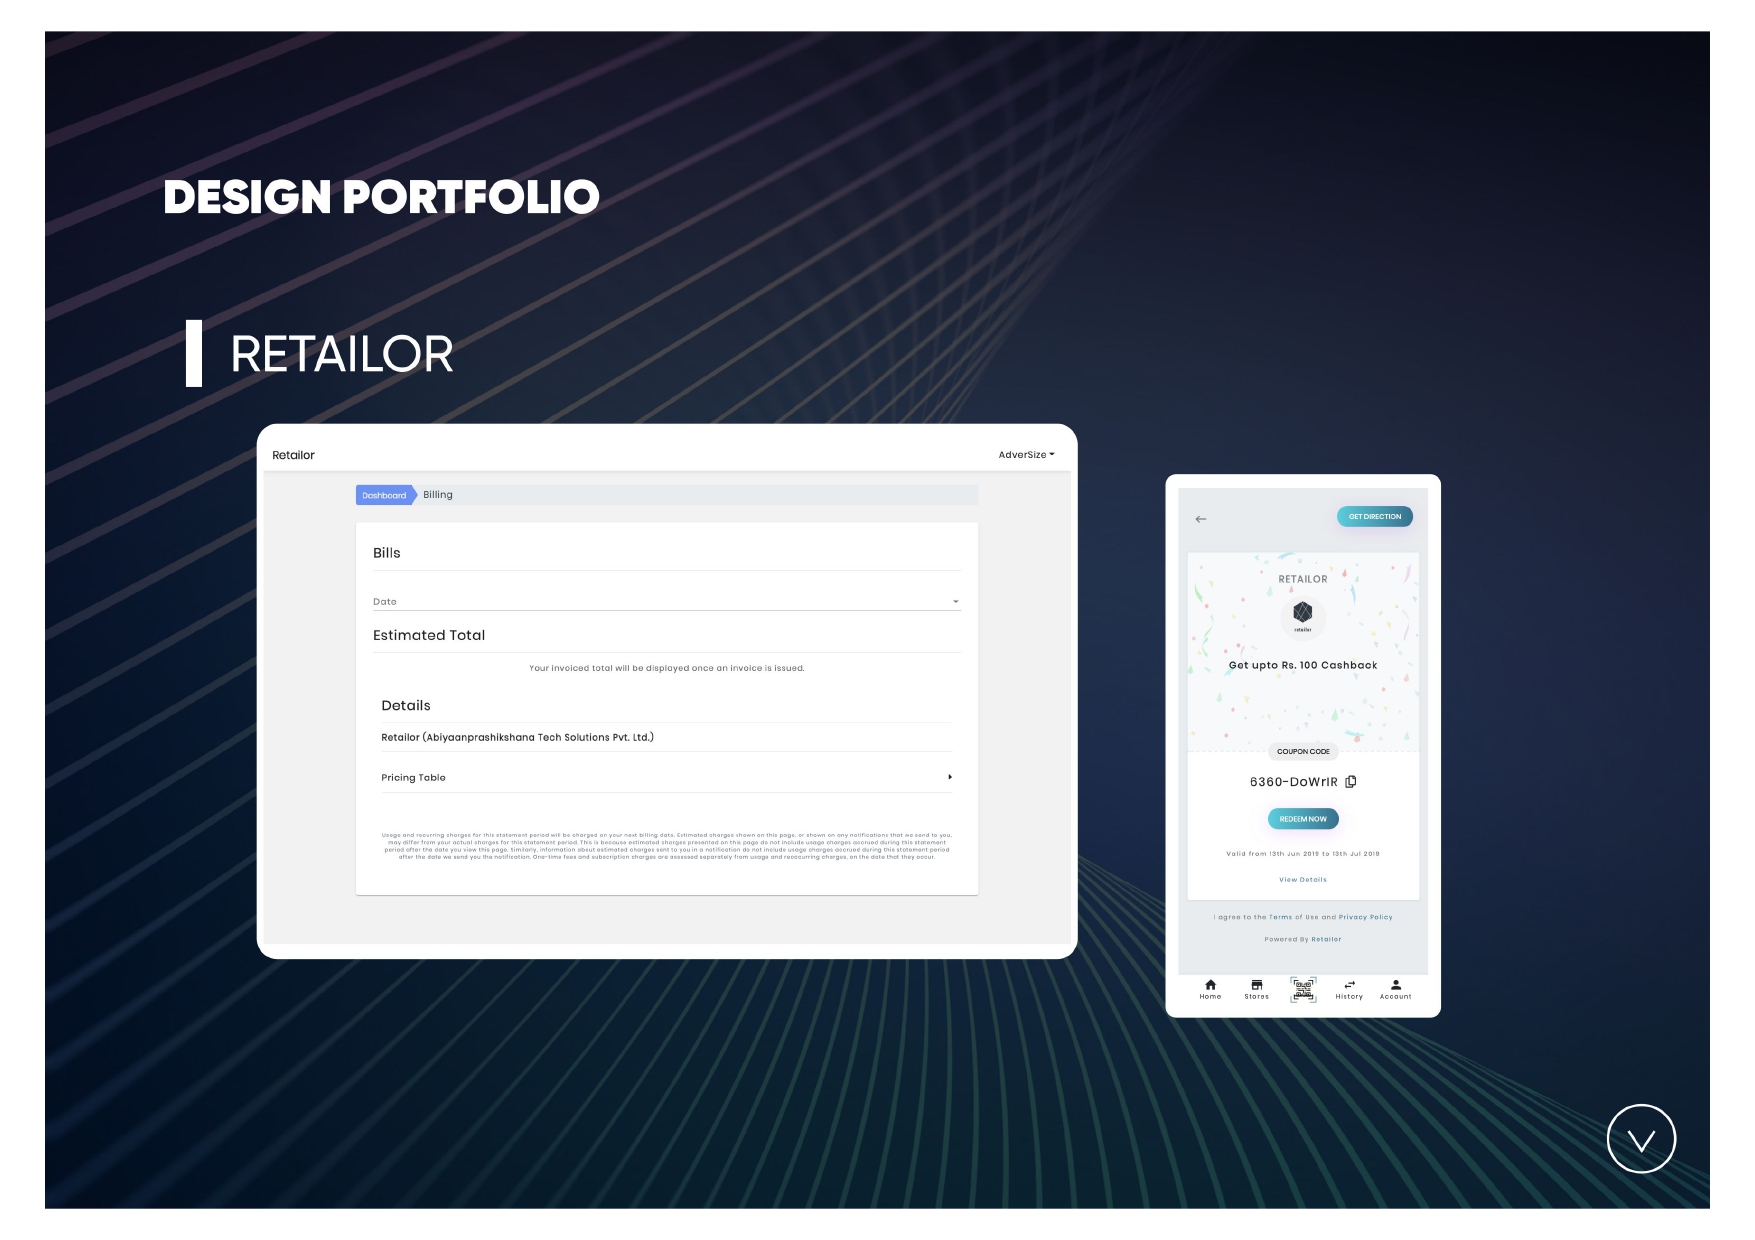 DESIGN PORTFOLIO
RETAILOR
Retailor
AdverSize
Dashboard
Billing
Bills
Date
Estimated Total
Your invoiced total will be displayed once an invoice is issued.
Details
Retailor (Abiyaanprashikshana Tech Solutions Pvt. Ltd.)
Pricing Table
Usage and recurring charges for this statement period will be charged on your next billing date. Estimated charges shown on this page, or shown on any notifications that we send to you,
may differ from your actual charges for this statement period. This is because estimated charges presented on this page do not include usage charges accrued during this statement
period after the date you view this page. Similarly, information about estimated charges sent to you in a notification do not include usage charges accrued during this statement period
after the date we send you the notification. One-time fees and subscription charges are assessed separately from usage and reoccurring charges, on the date that they occur.
GET DIRECTION
RETAILOR
retailor
Get upto Rs. 100 Cashback
COUPON CODE
6360-DoWrIR
REDEEM NOW
Valid from 13th Jun 2019 to 13th Jul 2019
View Details
I agree to the Terms of Use and Privacy Policy
Powered By Retailor
Home
Stores
History
Account